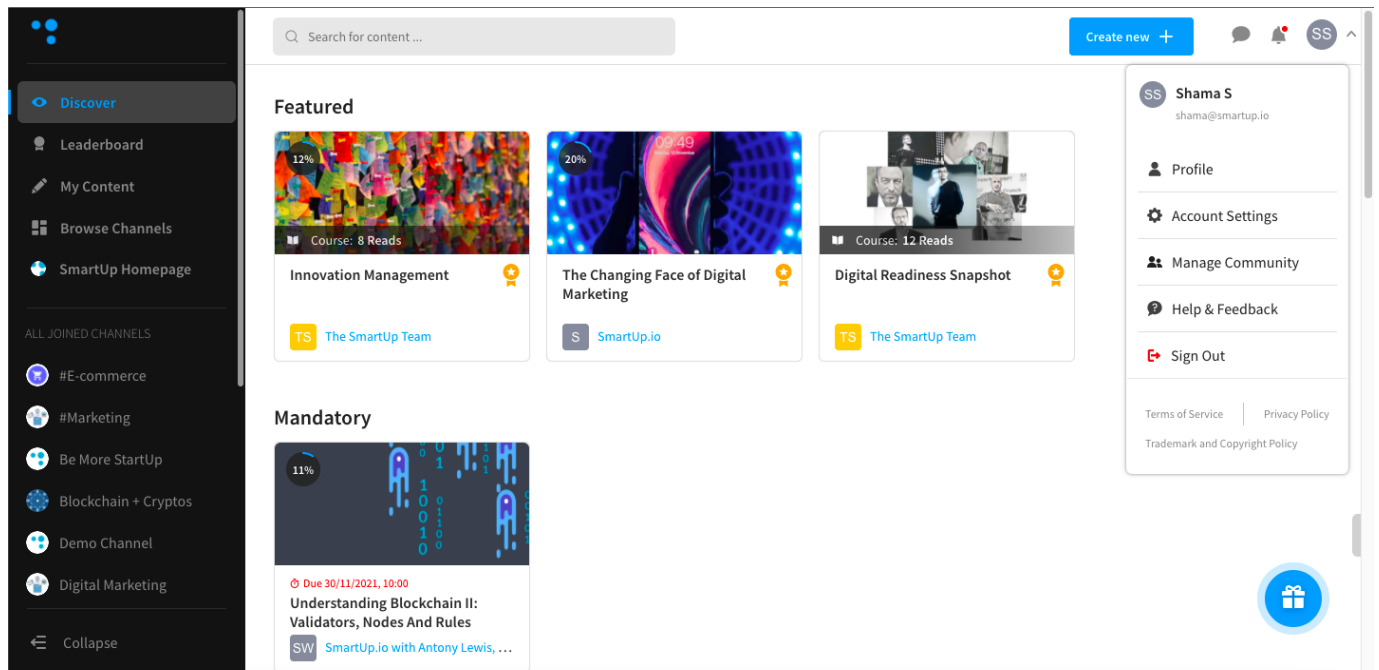 Search for content ...
Create new
SS
Discover
Leaderboard
My Content
Browse Channels
SmartUp Homepage
ALL JOINED CHANNELS
#E-commerce
#Marketing
Be More StartUp
Blockchain + Cryptos
Demo Channel
Digital Marketing
Collapse
Featured
12%
Course: 8 Reads
Innovation Management
TS The SmartUp Team
20%
09:49
The Changing Face of Digital
Marketing
S SmartUp.io
Course: 12 Reads
Digital Readiness Snapshot
TS The SmartUp Team
Mandatory
11%
Due 30/11/2021, 10:00
Understanding Blockchain II:
Validators, Nodes And Rules
SW SmartUp.io with Antony Lewis, ...
SS Shama S
shama@smartup.io
Profile
Account Settings
Manage Community
Help & Feedback
Sign Out
Terms of Service
Privacy Policy
Trademark and Copyright Policy